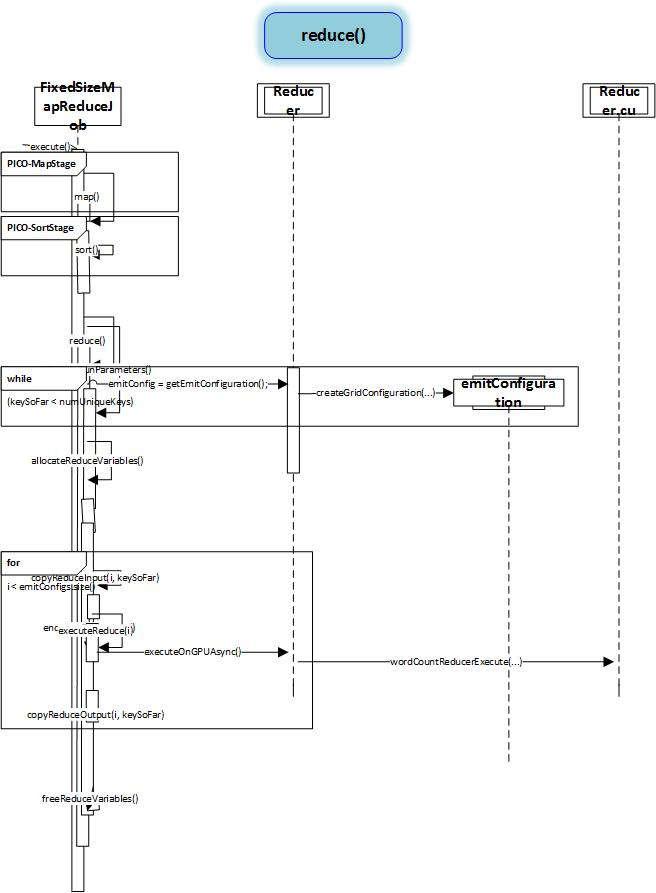 reduce()
FixedSizeM
apReduceJ
ob
Reduc
er
Reduc
er.cu
execute()
PICO-MapStage
map()
PICO-SortStage
sort()
reduce()
nParameters()
while
emitConfig = getEmitConfiguration();
createGridConfiguration(...)
emitConfigura
tion
(keySoFar < numUniqueKeys)
allocateReduceVariables()
for
copyReduceInput(i, keySoFar)
i< emitConfigs.size()
executeReduce(i)
executeOnGPUAsync()
wordCountReducerExecute(...)
copyReduceOutput(i, keySoFar)
freeReduceVariables()